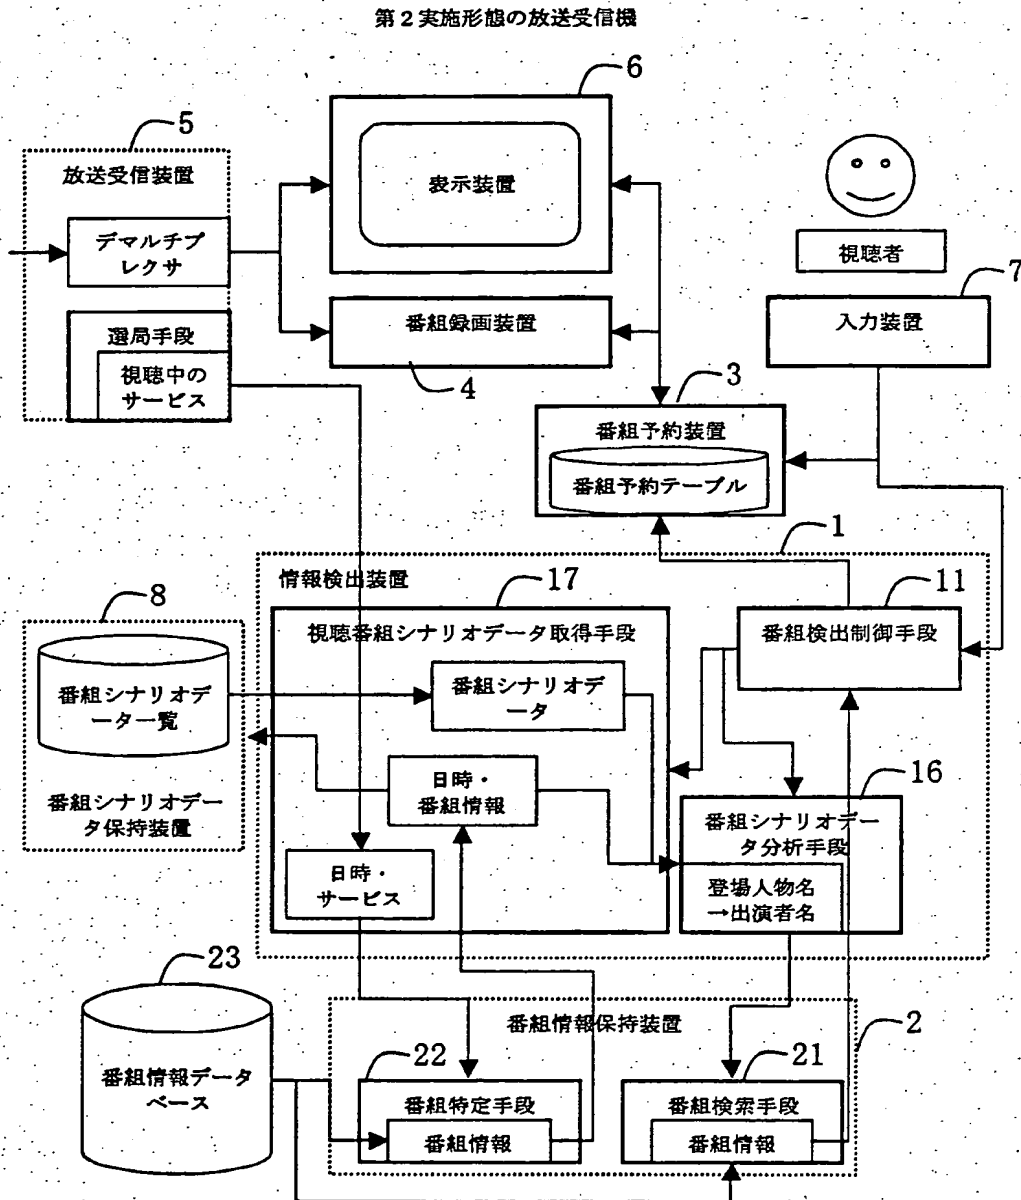 第２実施形態の放送受信機
6
5
放送受信装置
表示装置
デマルチプ
レクサ
視聴者
7
番組録画装置
入力装置
選局手段
視聴中の
サービス
4
3
番組予約装置
番組予約テーブル
1
情報検出装置
17
11
8
視聴番組シナリオデータ取得手段
番組検出制御手段
番組シナリオデ
ータ一覧
番組シナリオデ
ータ
日時・
番組情報
16
番組シナリオデー
タ保持装置
番組シナリオデー
タ分析手段
日時・
サービス
登場人物名
→出演者名
23
番組情報保持装置
2
22
21
番組情報データ
ベース
番組特定手段
番組検索手段
番組情報
番組情報